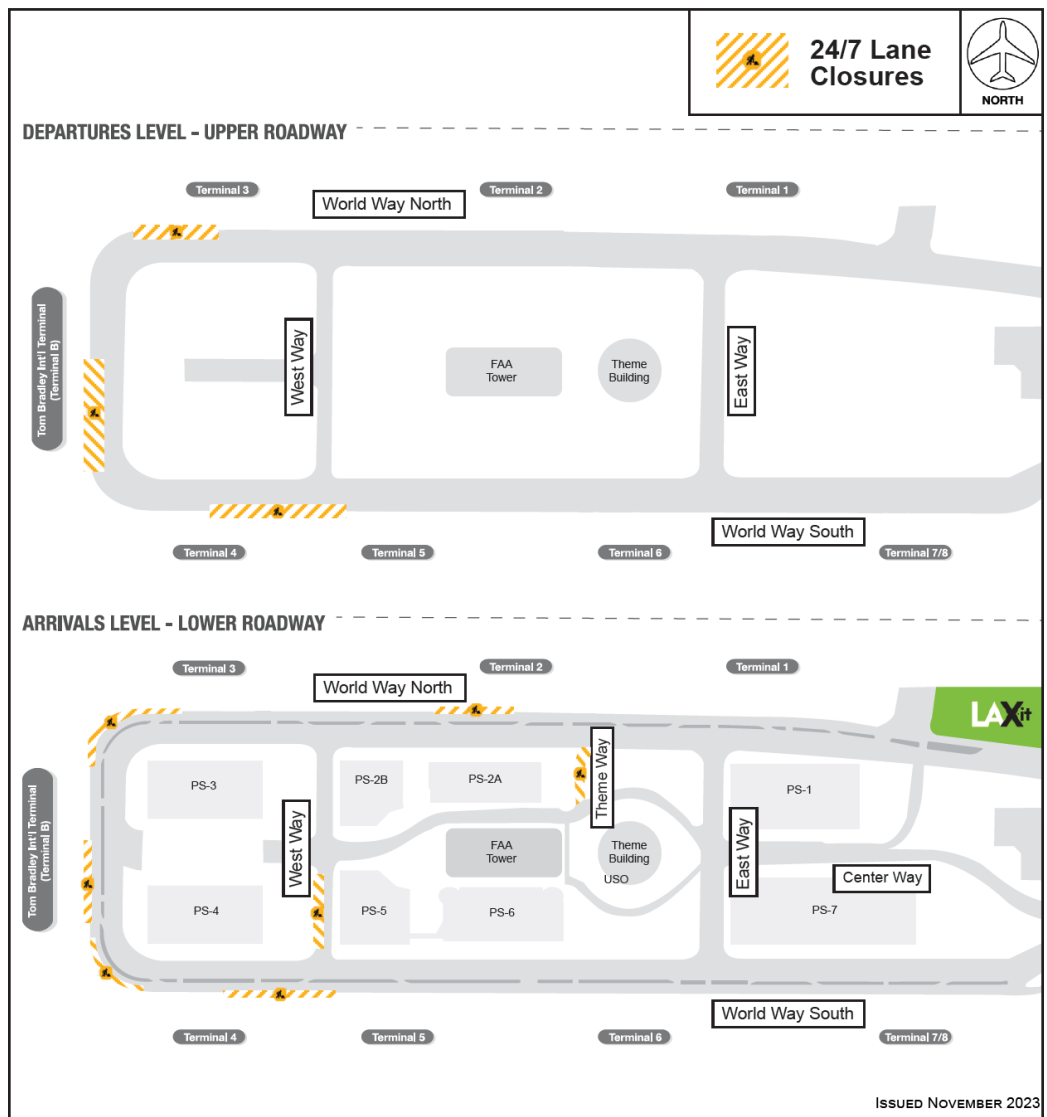 24/7 Lane
Closures
NORTH
DEPARTURES LEVEL - UPPER ROADWAY
Terminal 3
Terminal 2
Terminal 1
World Way North
Tom Bradley Int'l Terminal
(Terminal B)
West Way
FAA
Tower
Theme
Building
East Way
World Way South
Terminal 4
Terminal 5
Terminal 6
Terminal 7/8
ARRIVALS LEVEL - LOWER ROADWAY
Terminal 3
Terminal 2
Terminal 1
World Way North
LAXit
Theme Way
PS-3
PS-2B
PS-2A
PS-1
Tom Bradley Int'l Terminal
(Terminal B)
West Way
FAA
Tower
Theme
Building
USO
East Way
Center Way
PS-4
PS-5
PS-6
PS-7
World Way South
Terminal 4
Terminal 5
Terminal 6
Terminal 7/8
ISSUED NOVEMBER 2023